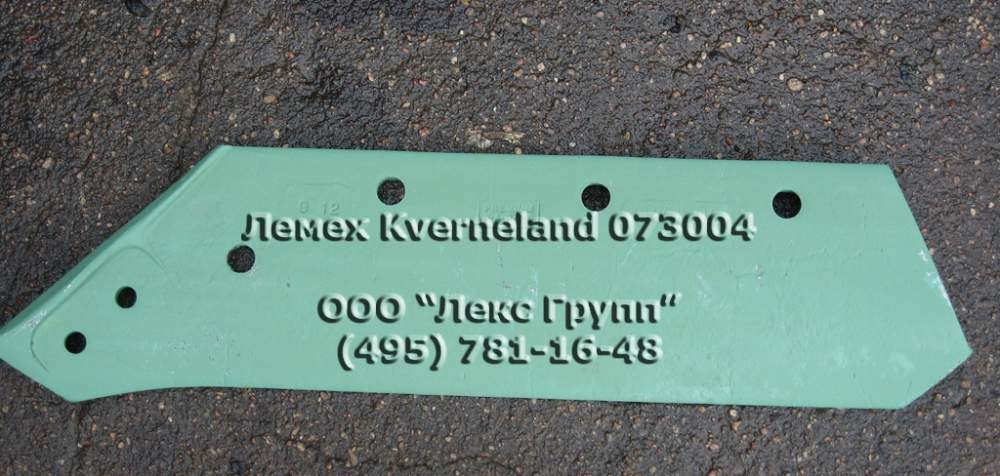 Лемех Kverneland 073004
ООО "Лекс Групп"
(495) 781-16-48